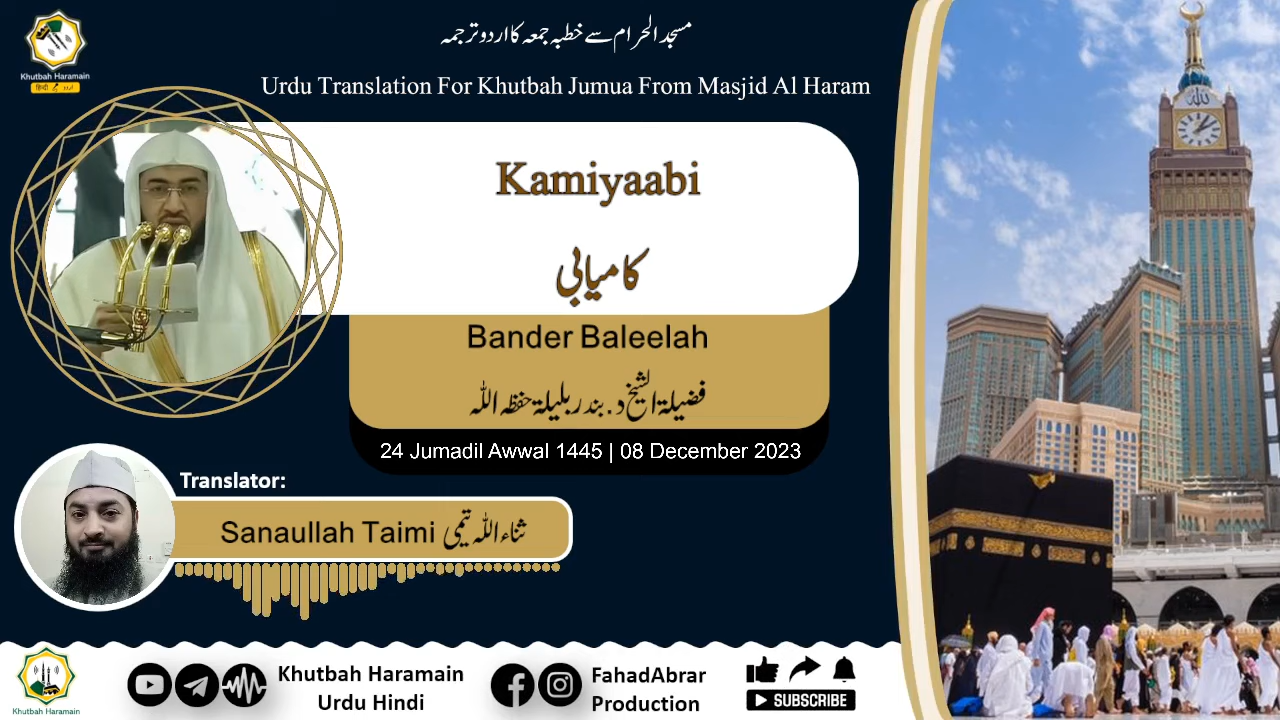 Khutbah Haramain
हिन्दी اردو
مسجد الحرام سے خطبہ جمعہ کا اردو ترجمہ
Urdu Translation For Khutbah Jumua From Masjid Al Haram
Kamiyaabi
کامیابی
Bander Baleelah
فضیلۃ الشیخ د. بندر بلیلۃ حفظہ اللہ
24 Jumadil Awwal 1445 | 08 December 2023
Translator:
Sanaullah Taimi ثناء اللہ تیمی
Khutbah Haramain
Khutbah Haramain
Urdu Hindi
FahadAbrar
Production
SUBSCRIBE